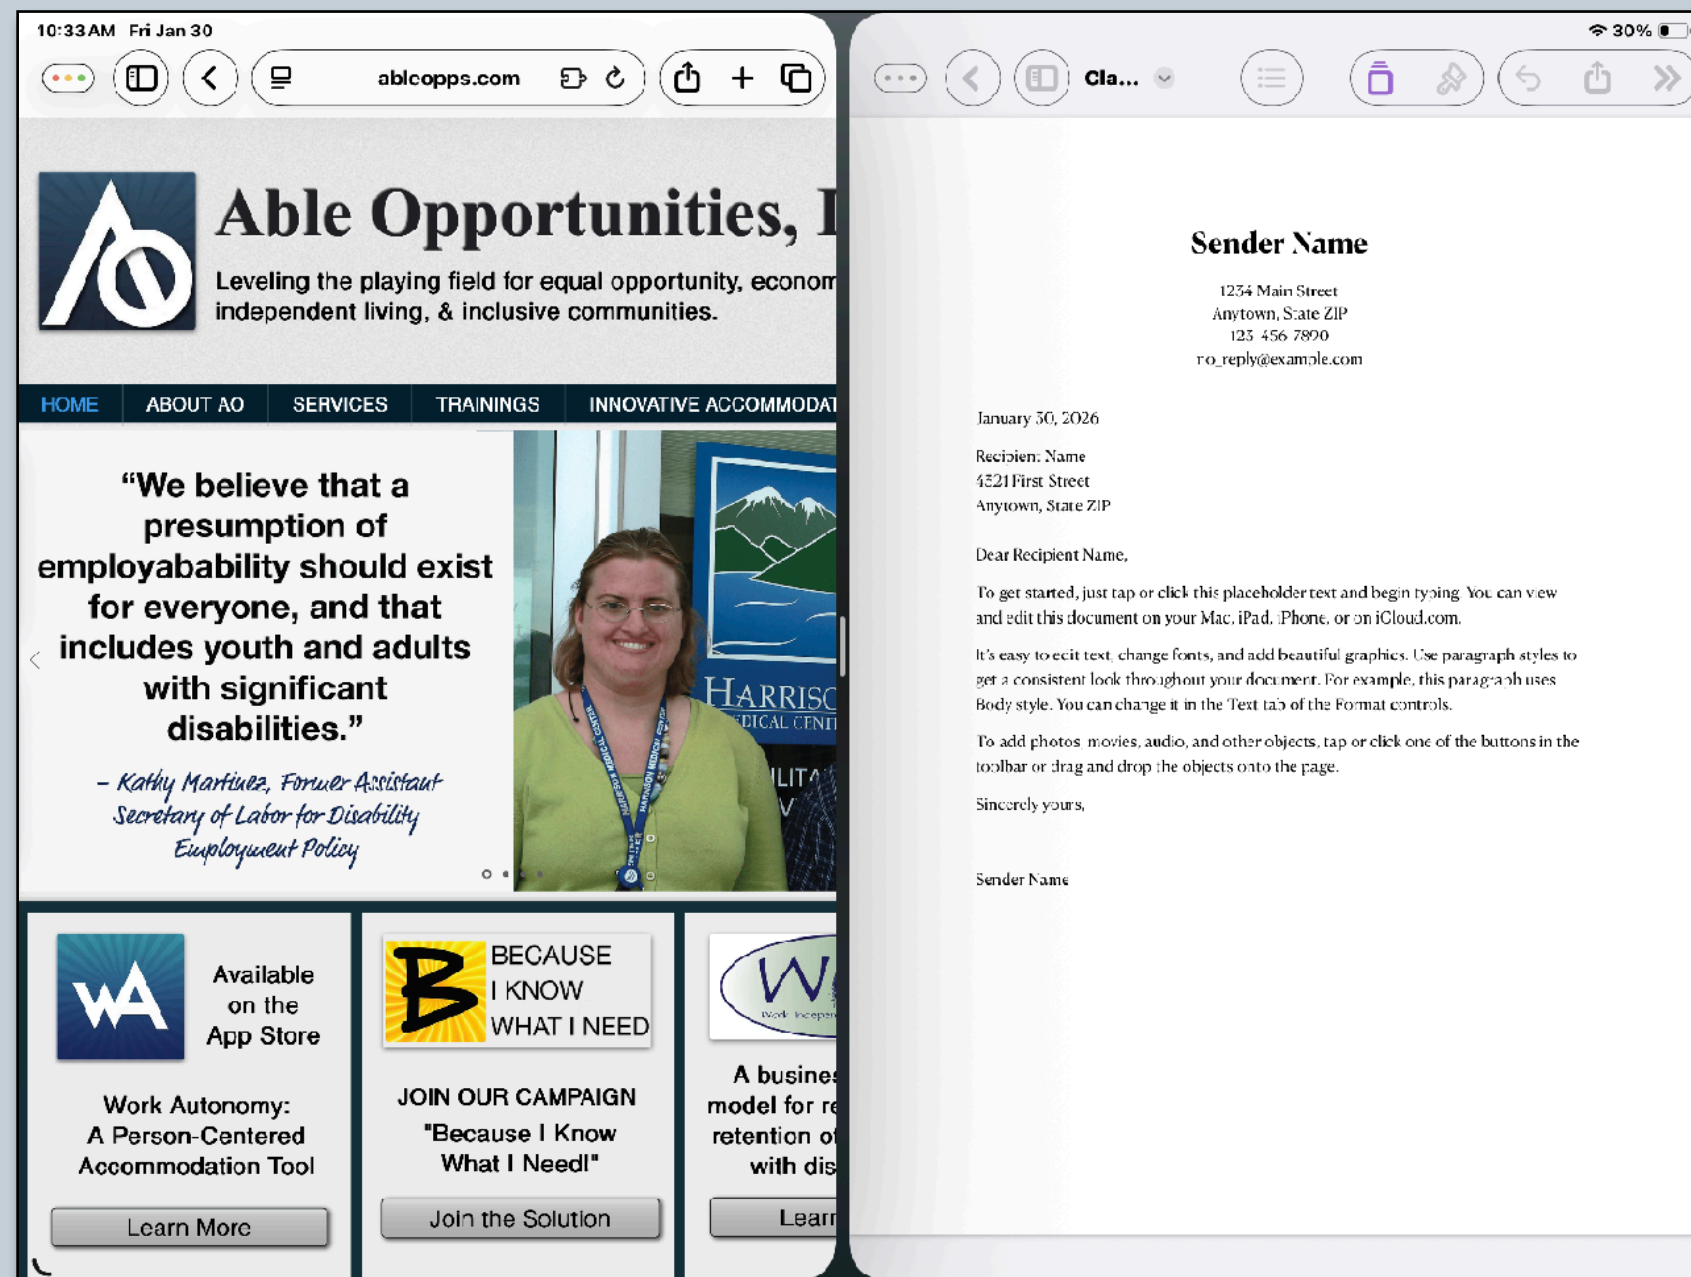 10:33 AM Fri Jan 30
ableopps.com
Able Opportunities,
Leveling the playing field for equal opportunity, econom
independent living, & inclusive communities.
HOME ABOUT AO SERVICES TRAININGS INNOVATIVE ACCOMMODAT
“We believe that a
presumption of
employabability should exist
for everyone, and that
includes youth and adults
with significant
disabilities.”
– Kathy Martinez, Former Assistant
Secretary of Labor for Disability
Employment Policy
HARRISO
MEDICAL CENT
HARRISON MEDICAL CENTER
wA
Available
on the
App Store
Work Autonomy:
A Person-Centered
Accommodation Tool
Learn More
B BECAUSE
I KNOW
WHAT I NEED
JOIN OUR CAMPAIGN
"Because I Know
What I Need!"
Join the Solution
W
Work Indepen
A busines
model for re
retention of
with dis
Learn
30%
Cla...
Sender Name
1234 Main Street
Anytown, State ZIP
123-456-7890
no_reply@example.com
January 30, 2026
Recipient Name
4321 First Street
Anytown, State ZIP
Dear Recipient Name,
To get started, just tap or click this placeholder text and begin typing. You can view
and edit this document on your Mac, iPad, iPhone, or on iCloud.com.
It’s easy to edit text, change fonts, and add beautiful graphics. Use paragraph styles to
get a consistent look throughout your document. For example, this paragraph uses
Body style. You can change it in the Text tab of the Format controls.
To add photos, movies, audio, and other objects, tap or click one of the buttons in the
toolbar or drag and drop the objects onto the page.
Sincerely yours,
Sender Name